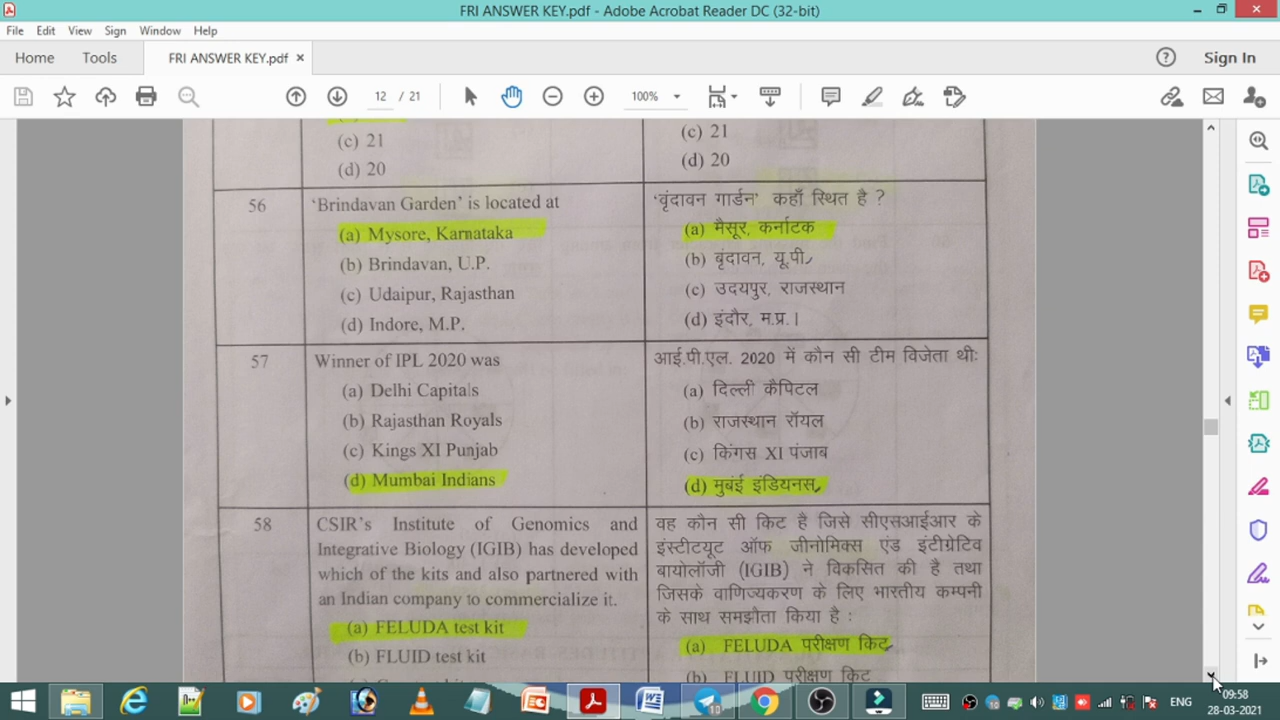 FRI ANSWER KEY.pdf - Adobe Acrobat Reader DC (32-bit)
File Edit View Sign Window Help
Home Tools FRI ANSWER KEY.pdf × Sign In
12 / 21 100%
(c) 21
(d) 20
(c) 21
(d) 20
56
'Brindavan Garden' is located at
(a) Mysore, Karnataka
(b) Brindavan, U.P.
(c) Udaipur, Rajasthan
(d) Indore, M.P.
'वृंदावन गार्डन' कहाँ स्थित है ?
(a) मैसूर, कर्नाटक
(b) बृंदावन, यू.पी.
(c) उदयपुर, राजस्थान
(d) इंदौर, म.प्र.।
57
Winner of IPL 2020 was
(a) Delhi Capitals
(b) Rajasthan Royals
(c) Kings XI Punjab
(d) Mumbai Indians
आई.पी.एल. 2020 में कौन सी टीम विजेता थीः
(a) दिल्ली कैपिटल
(b) राजस्थान रॉयल
(c) किंगस XI पंजाब
(d) मुबंई इंडियनस
58
CSIR's Institute of Genomics and
Integrative Biology (IGIB) has developed
which of the kits and also partnered with
an Indian company to commercialize it.
(a) FELUDA test kit
(b) FLUID test kit
वह कौन सी किट है जिसे सीएसआईआर के
इंस्टीटयूट ऑफ जीनोमिक्स एंड इंटीग्रेटिव
बायोलॉजी (IGIB) ने विकसित की है तथा
जिसके वाणिज्यकरण के लिए भारतीय कम्पनी
के साथ समझौता किया है :
(a) FELUDA परीक्षण किट
(b) FLUID परीक्षण किट
ENG
09:58
28-03-2021